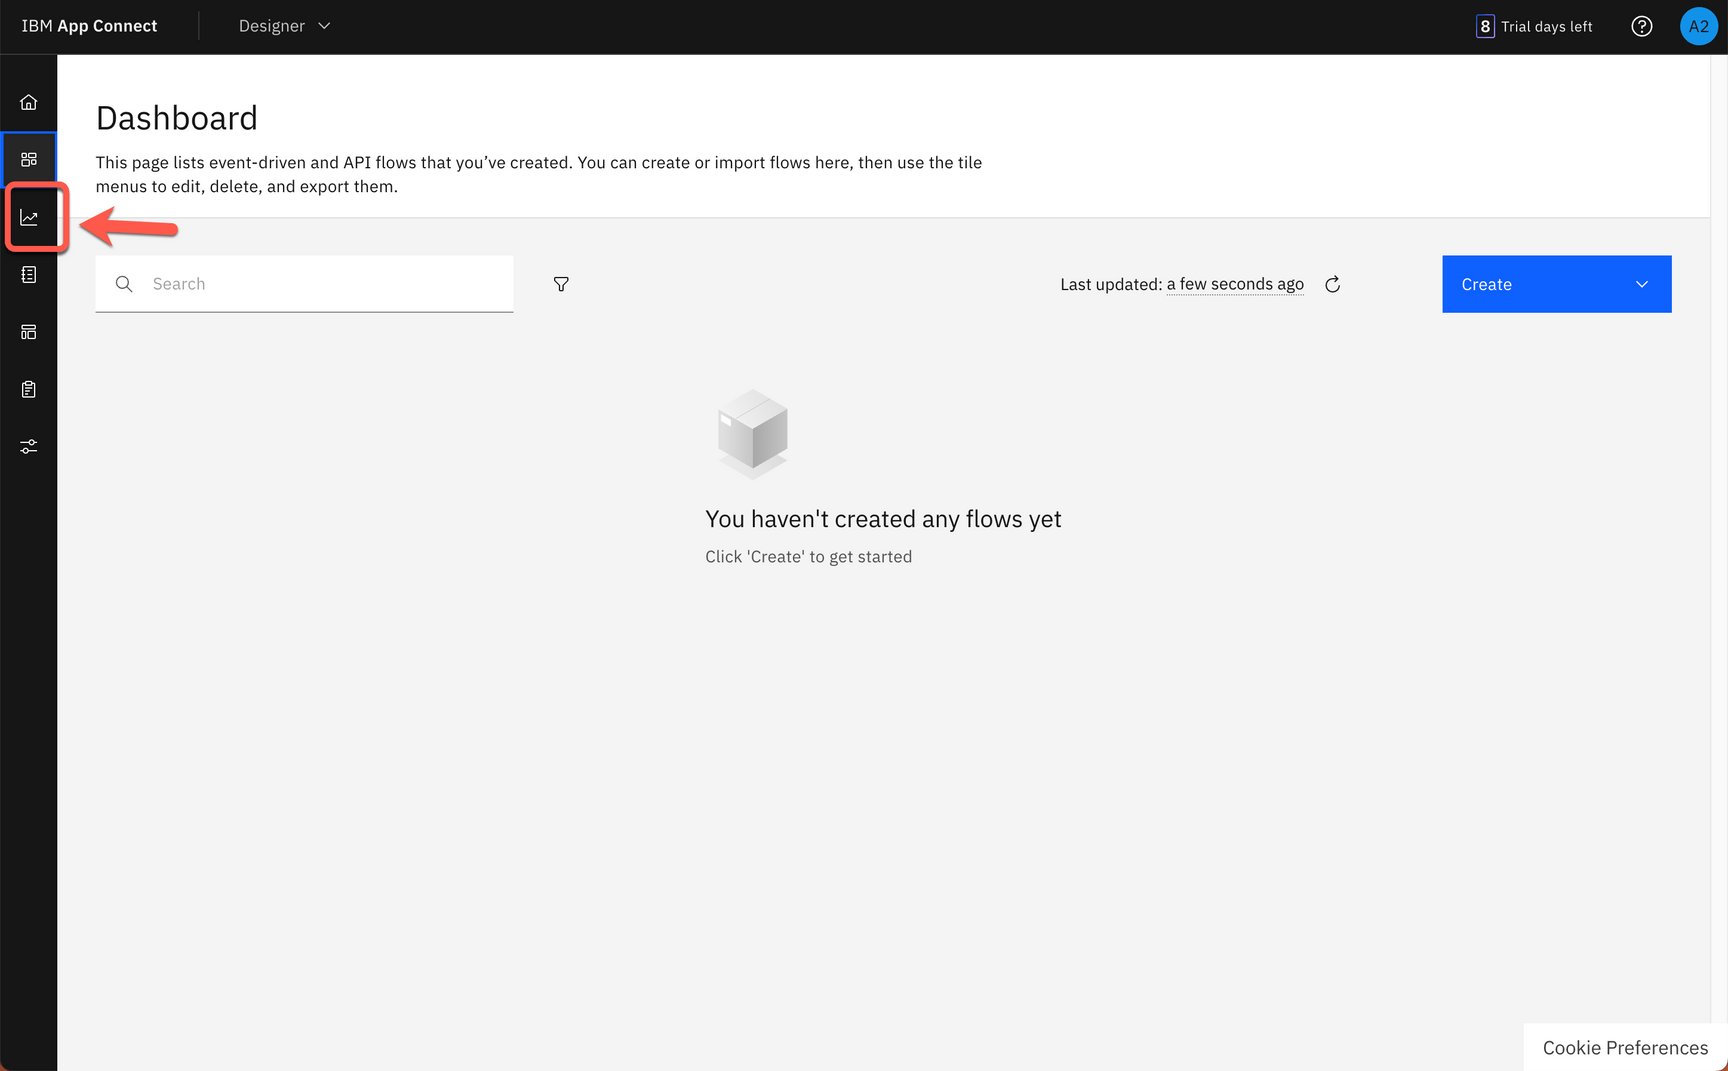 IBM App Connect
Designer
8 Trial days left
A2
Dashboard
This page lists event-driven and API flows that you’ve created. You can create or import flows here, then use the tile
menus to edit, delete, and export them.
Search
Last updated: a few seconds ago
Create
You haven't created any flows yet
Click 'Create' to get started
Cookie Preferences